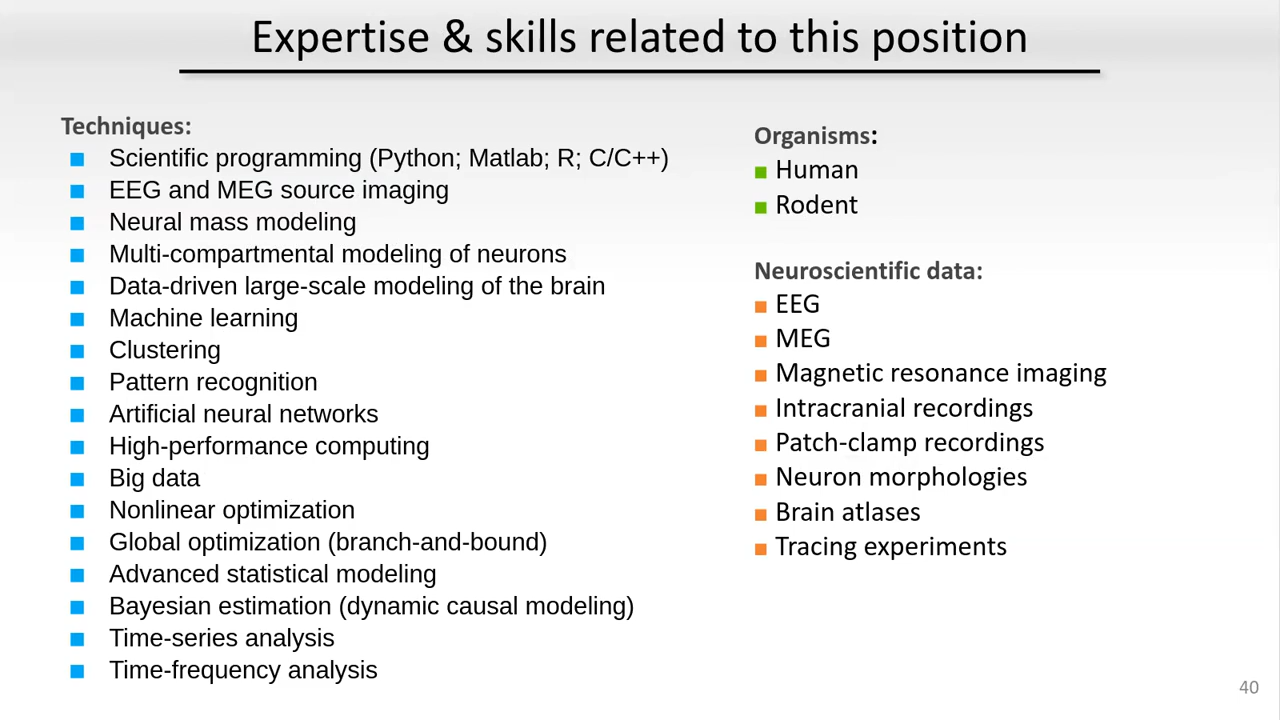 Expertise & skills related to this position
Techniques:
Scientific programming (Python; Matlab; R; C/C++)
EEG and MEG source imaging
Neural mass modeling
Multi-compartmental modeling of neurons
Data-driven large-scale modeling of the brain
Machine learning
Clustering
Pattern recognition
Artificial neural networks
High-performance computing
Big data
Nonlinear optimization
Global optimization (branch-and-bound)
Advanced statistical modeling
Bayesian estimation (dynamic causal modeling)
Time-series analysis
Time-frequency analysis
Organisms:
Human
Rodent
Neuroscientific data:
EEG
MEG
Magnetic resonance imaging
Intracranial recordings
Patch-clamp recordings
Neuron morphologies
Brain atlases
Tracing experiments
40